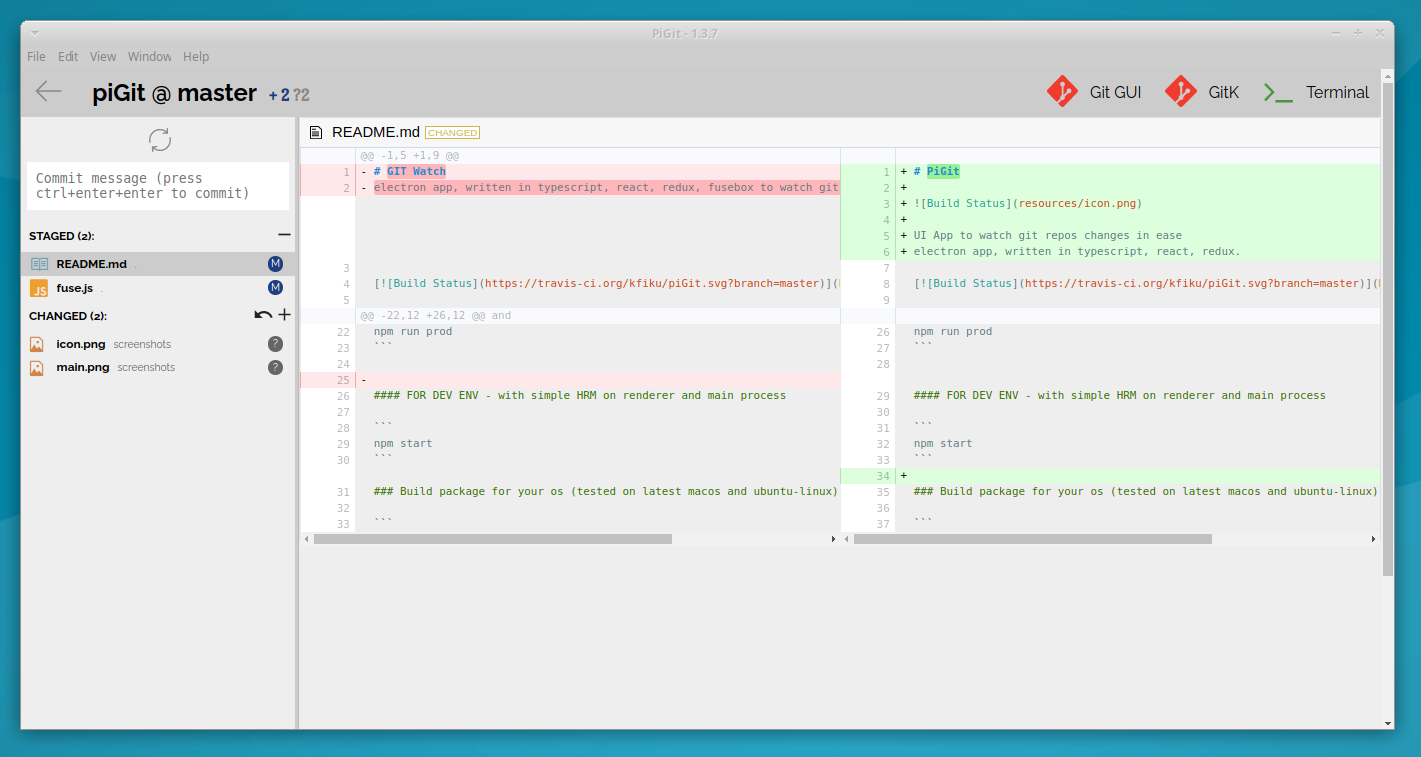 PiGit - 1.3.7
File Edit View Window Help
piGit @ master + 2 ?2
Git GUI
GitK
Terminal
Commit message (press
ctrl+enter+enter to commit)
STAGED (2):
README.md . M
JS fuse.js . M
CHANGED (2):
icon.png screenshots ?
main.png screenshots ?
README.md CHANGED
@@ -1,5 +1,9 @@
1 - # GIT Watch
2 - electron app, written in typescript, react, redux, fusebox to watch git
3
4 [![Build Status](https://travis-ci.org/kfiku/piGit.svg?branch=master)](
5
@@ -22,12 +26,12 @@ and
22 npm run prod
23 ```
24
25 -
26 #### FOR DEV ENV - with simple HRM on renderer and main process
27
28 ```
29 npm start
30 ```
31 ### Build package for your os (tested on latest macos and ubuntu-linux)
32
33 ```
1 + # PiGit
2 +
3 + ![Build Status](resources/icon.png)
4 +
5 + UI App to watch git repos changes in ease
6 + electron app, written in typescript, react, redux.
7
8 [![Build Status](https://travis-ci.org/kfiku/piGit.svg?branch=master)](
9
26 npm run prod
27 ```
28
29 #### FOR DEV ENV - with simple HRM on renderer and main process
30
31 ```
32 npm start
33 ```
34 +
35 ### Build package for your os (tested on latest macos and ubuntu-linux)
36
37 ```